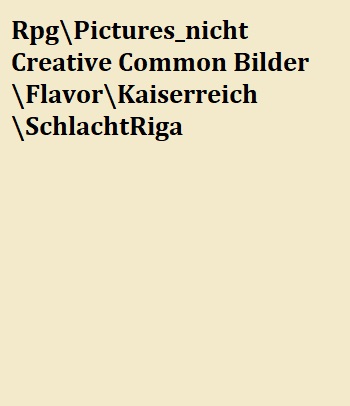 Rpg\Pictures_nicht
Creative Common Bilder
\Flavor\Kaiserreich
\SchlachtRiga